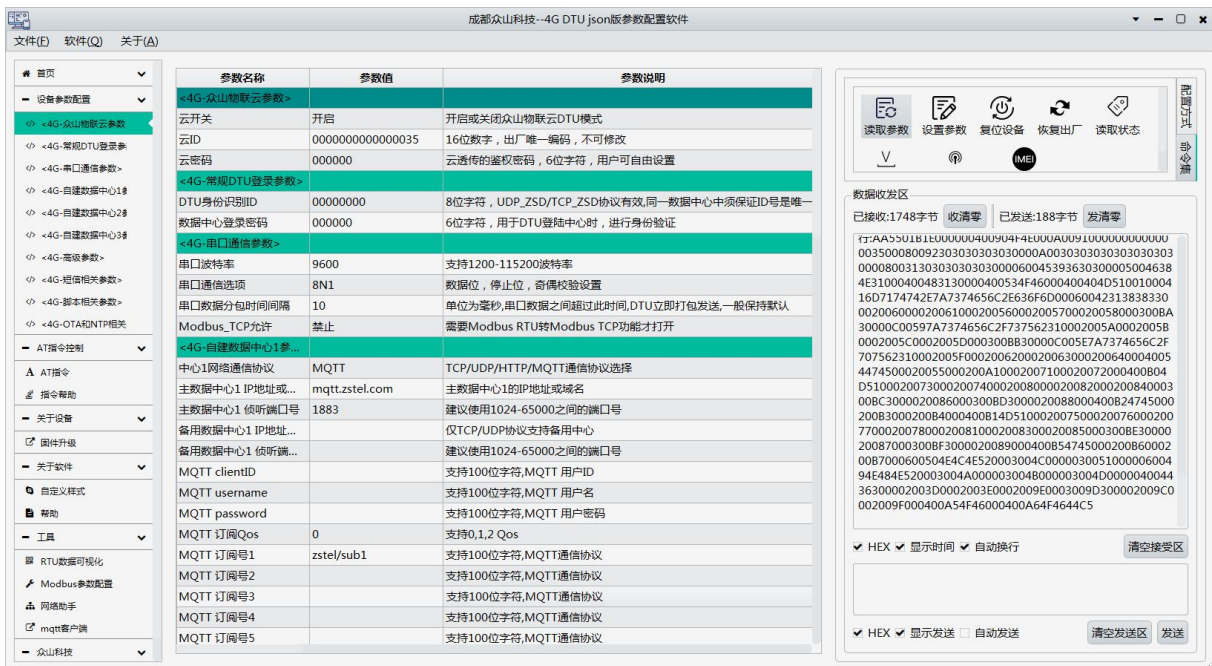 成都众山科技--4G DTU json版参数配置软件
文件(F) 软件(Q) 关于(A)
首页
设备参数配置
<4G-众山物联云参数
<4G-常规DTU登录参
<4G-串口通信参数>
<4G-自建数据中心1参
<4G-自建数据中心2参
<4G-自建数据中心3参
<4G-高级参数>
<4G-短信相关参数>
<4G-脚本相关参数>
<4G-OTA和NTP相关
AT指令控制
A AT指令
指令帮助
关于设备
固件升级
关于软件
自定义样式
帮助
工具
RTU数据可视化
Modbus参数配置
网络助手
mqtt客户端
众山科技
参数名称 参数值 参数说明
<4G-众山物联云参数>
云开关 开启 开启或关闭众山物联云DTU模式
云ID 0000000000000035 16位数字，出厂唯一编码，不可修改
云密码 000000 云透传的鉴权密码，6位字符，用户可自由设置
<4G-常规DTU登录参数>
DTU身份识别ID 00000000 8位字符，UDP_ZSD/TCP_ZSD协议有效,同一数据中心中须保证ID号是唯一
数据中心登录密码 000000 6位字符，用于DTU登陆中心时，进行身份验证
<4G-串口通信参数>
串口波特率 9600 支持1200-115200波特率
串口通信选项 8N1 数据位，停止位，奇偶校验设置
串口数据分包时间间隔 10 单位为毫秒,串口数据之间超过此时间,DTU立即打包发送,一般保持默认
Modbus_TCP允许 禁止 需要Modbus RTU转Modbus TCP功能才打开
<4G-自建数据中心1参...
中心1网络通信协议 MQTT TCP/UDP/HTTP/MQTT通信协议选择
主数据中心1 IP地址或... mqtt.zstel.com 主数据中心1的IP地址或域名
主数据中心1 侦听端口号 1883 建议使用1024-65000之间的端口号
备用数据中心1 IP地址... 仅TCP/UDP协议支持备用中心
备用数据中心1 侦听端... 建议使用1024-65000之间的端口号
MQTT clientID 支持100位字符,MQTT 用户ID
MQTT username 支持100位字符,MQTT 用户名
MQTT password 支持100位字符,MQTT 用户密码
MQTT 订阅Qos 0 支持0,1,2 Qos
MQTT 订阅号1 zstel/sub1 支持100位字符,MQTT通信协议
MQTT 订阅号2 支持100位字符,MQTT通信协议
MQTT 订阅号3 支持100位字符,MQTT通信协议
MQTT 订阅号4 支持100位字符,MQTT通信协议
MQTT 订阅号5 支持100位字符,MQTT通信协议
读取参数 设置参数 复位设备 恢复出厂 读取状态
V IMEI
配置方式
命令集
数据收发区
已接收:1748字节 收清零 已发送:188字节 发清零
行:AA5501B1E000000400904F4E000A0091000000000000
003500080092303030303030000A00303030303030303003
000080031303030303030000600453936303000050046 38
4E310004004831300004005 34F46000400404D510010004
16D7174742E7A7374656C2E636F6D00060042313838330
002006000020061000200560000200570002005800 0300BA
30000C00597A7374656C2F737562310002005A0002005B
0002005C0002005D000300BB30000C005E7A7374656C2F
707562310002005F00020062000200630002006400 04005
4474500020055000200A10002007100020072000400B04
D510002007300020074000200800002008200020084000 3
00BC3000020086000300BD3000020088000400B24745000
200B3000200B4000400B14D51000200750002007600020 0
77000200780002008100020083000200850003 00BE30000
20087000300BF3000020089000400B54745000200B60002
00B7000600504E4C4E520003004C00000300510000060 04
94E484E520003004A000003004B000003004D0000040044
36300002003D0002003E0002009E0003009D300002009C0
002009F000400A54F46000400A64F4644C5
HEX 显示时间 自动换行 清空接受区
HEX 显示发送 自动发送 清空发送区 发送